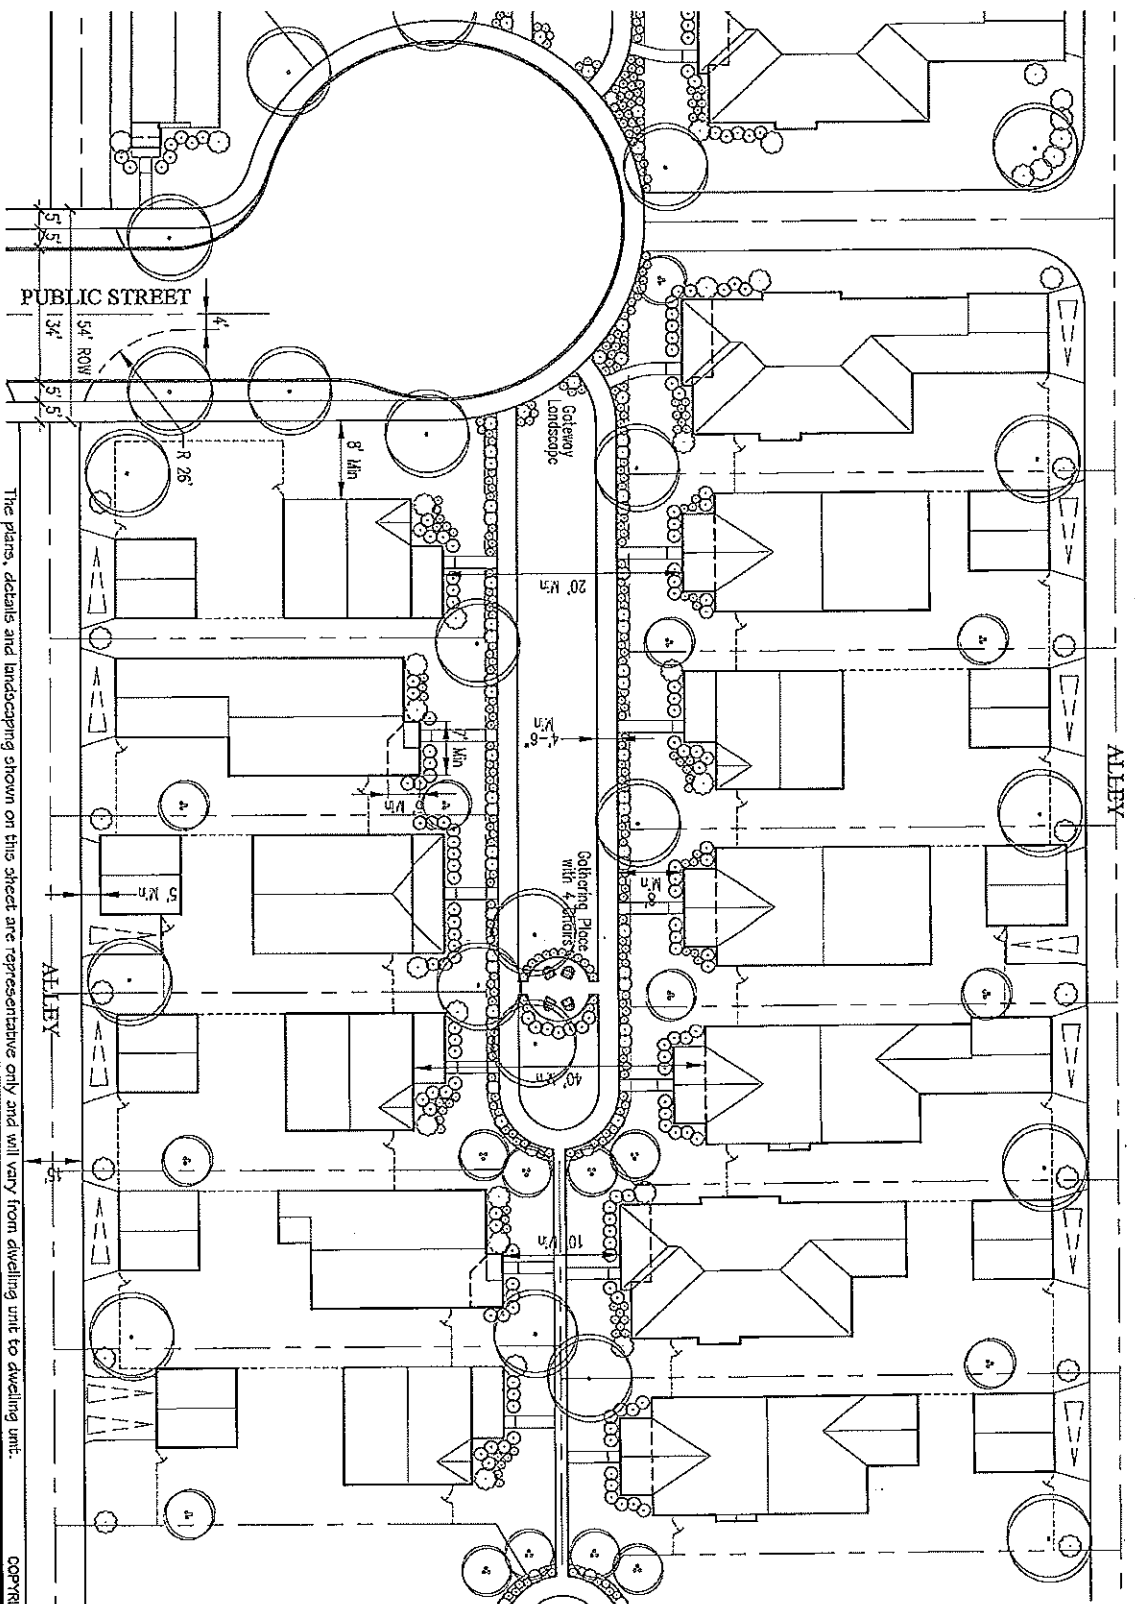 PUBLIC STREET
5'
5'
34'
54' ROW
4'
5'
5'
R 26'
8' Min
Gateway
Landscape
20' Min
4'-6"
Min
7' Min
Min
5' Min
8'
Min
Gathering Place
with 4 Chairs
40' Min
10' Min
ALLEY
ALLEY
The plans, details and landscaping shown on this sheet are representative only and will vary from dwelling unit to dwelling unit.